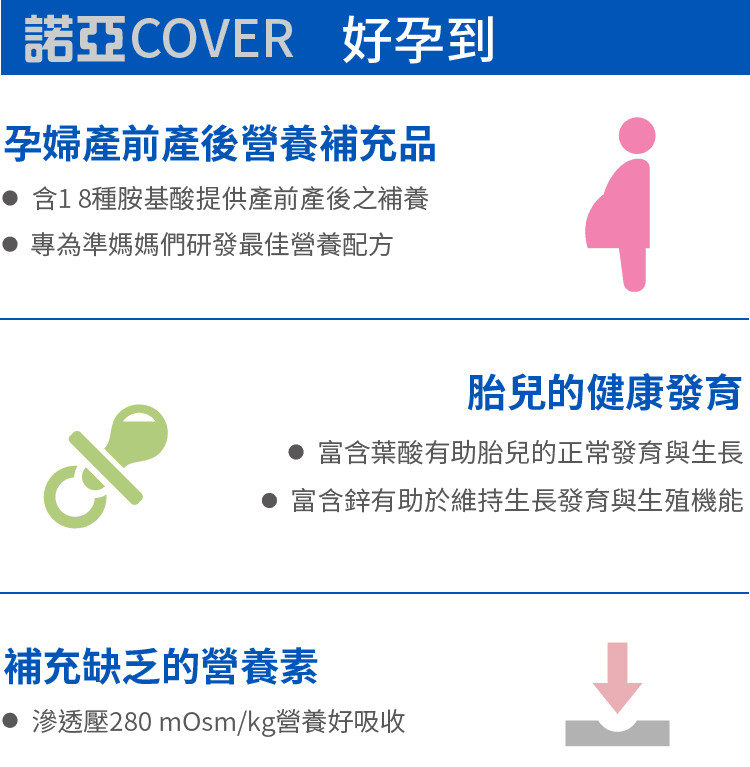 諾亞COVER 好孕到
孕婦產前產後營養補充品
● 含1 8種胺基酸提供產前產後之補養
● 專為準媽媽們研發最佳營養配方
胎兒的健康發育
● 富含葉酸有助胎兒的正常發育與生長
● 富含鋅有助於維持生長發育與生殖機能
補充缺乏的營養素
● 滲透壓280 mOsm/kg營養好吸收